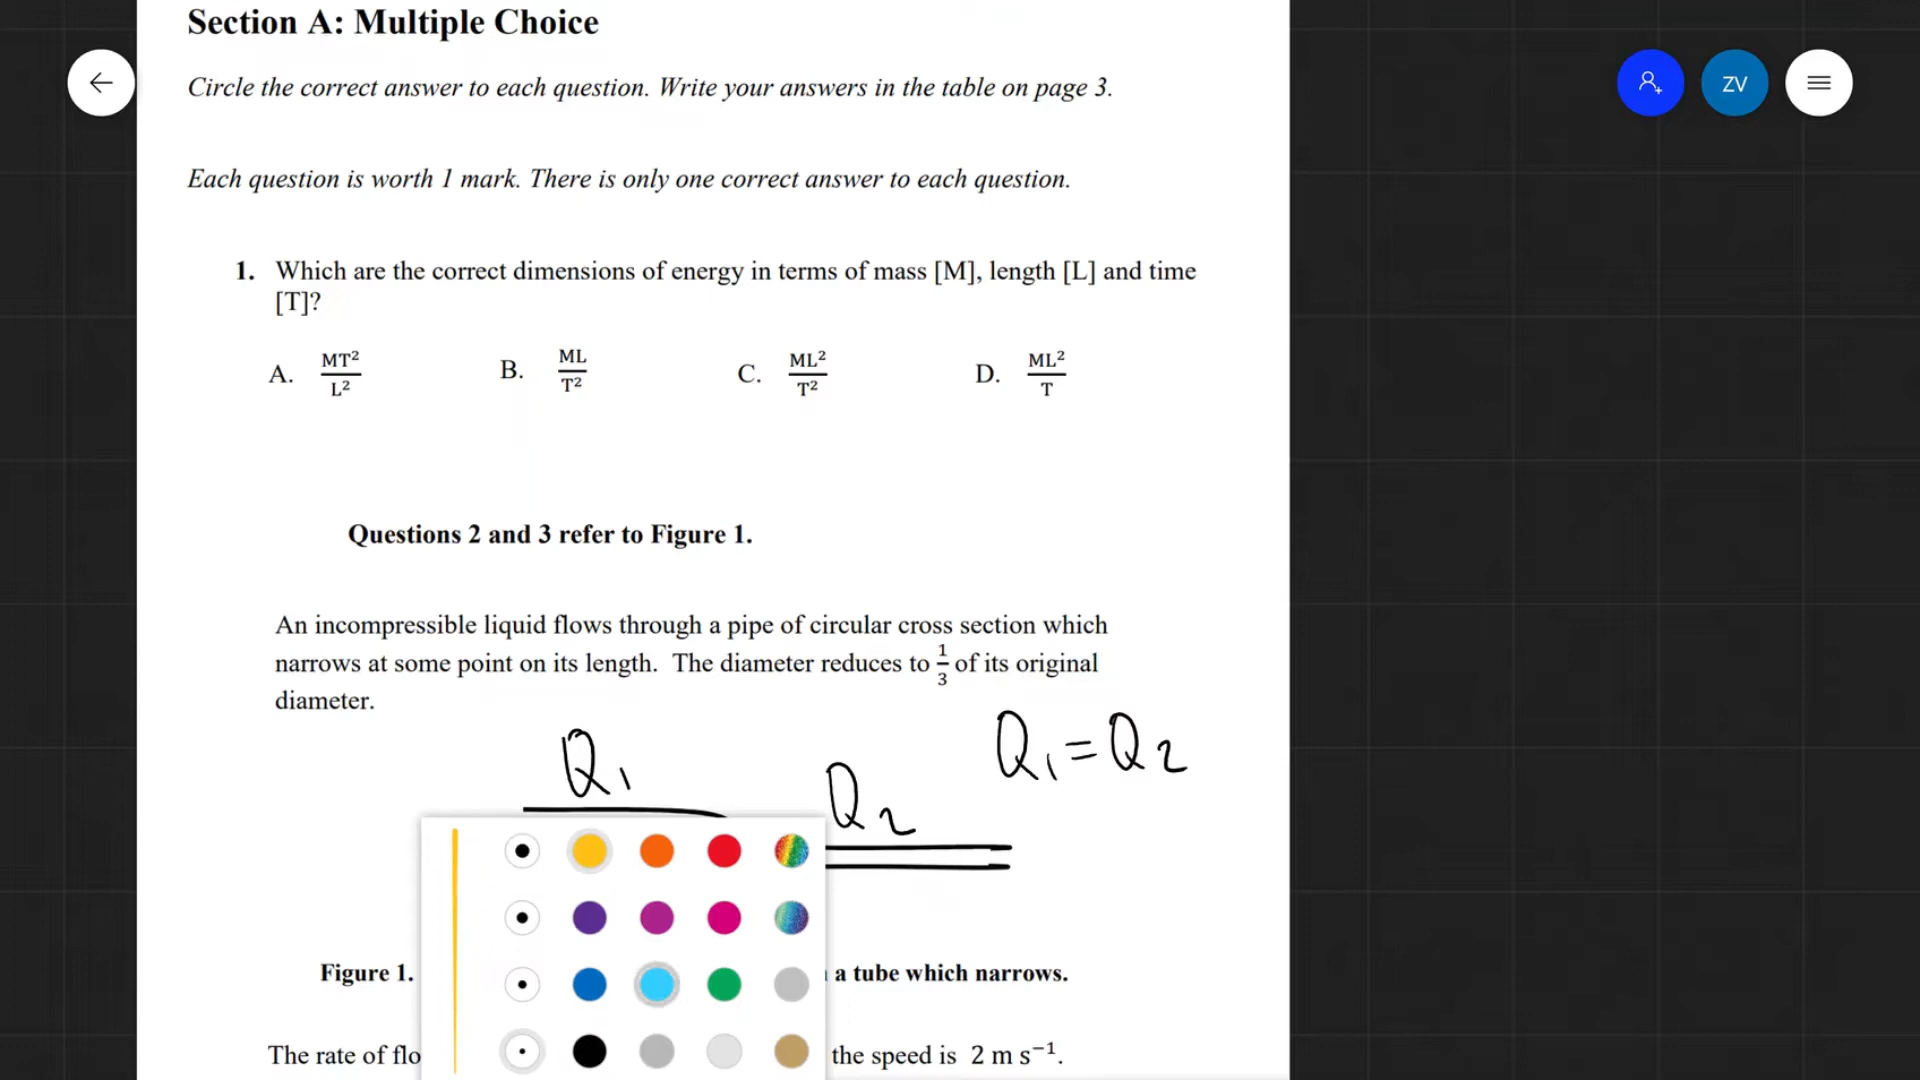 Section A: Multiple Choice
Circle the correct answer to each question. Write your answers in the table on page 3.
ZV
Each question is worth 1 mark. There is only one correct answer to each question.
1. Which are the correct dimensions of energy in terms of mass [M], length [L] and time
[T]?
A. MT²/L² B. ML/T² C. ML²/T² D. ML²/T
Questions 2 and 3 refer to Figure 1.
An incompressible liquid flows through a pipe of circular cross section which
narrows at some point on its length. The diameter reduces to 1/3 of its original
diameter.
Q₁
Q₂
Q₁=Q₂
Figure 1. a tube which narrows.
The rate of flo the speed is 2 m s⁻¹.